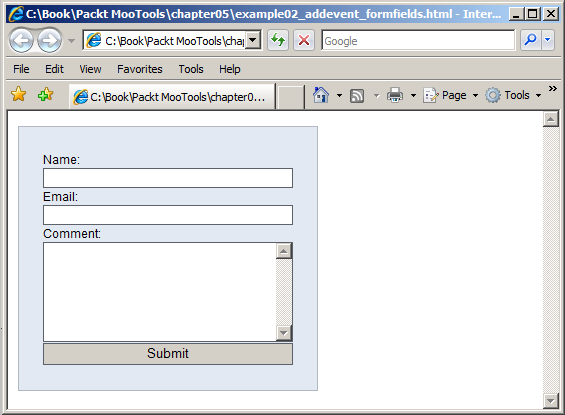 C:\Book\Packt MooTools\chapter05\example02_addevent_formfields.html - Inter...
C:\Book\Packt MooTools\cha Google
File Edit View Favorites Tools Help
C:\Book\Packt MooTools\chapter0... Page Tools »
Name:
Email:
Comment:
Submit